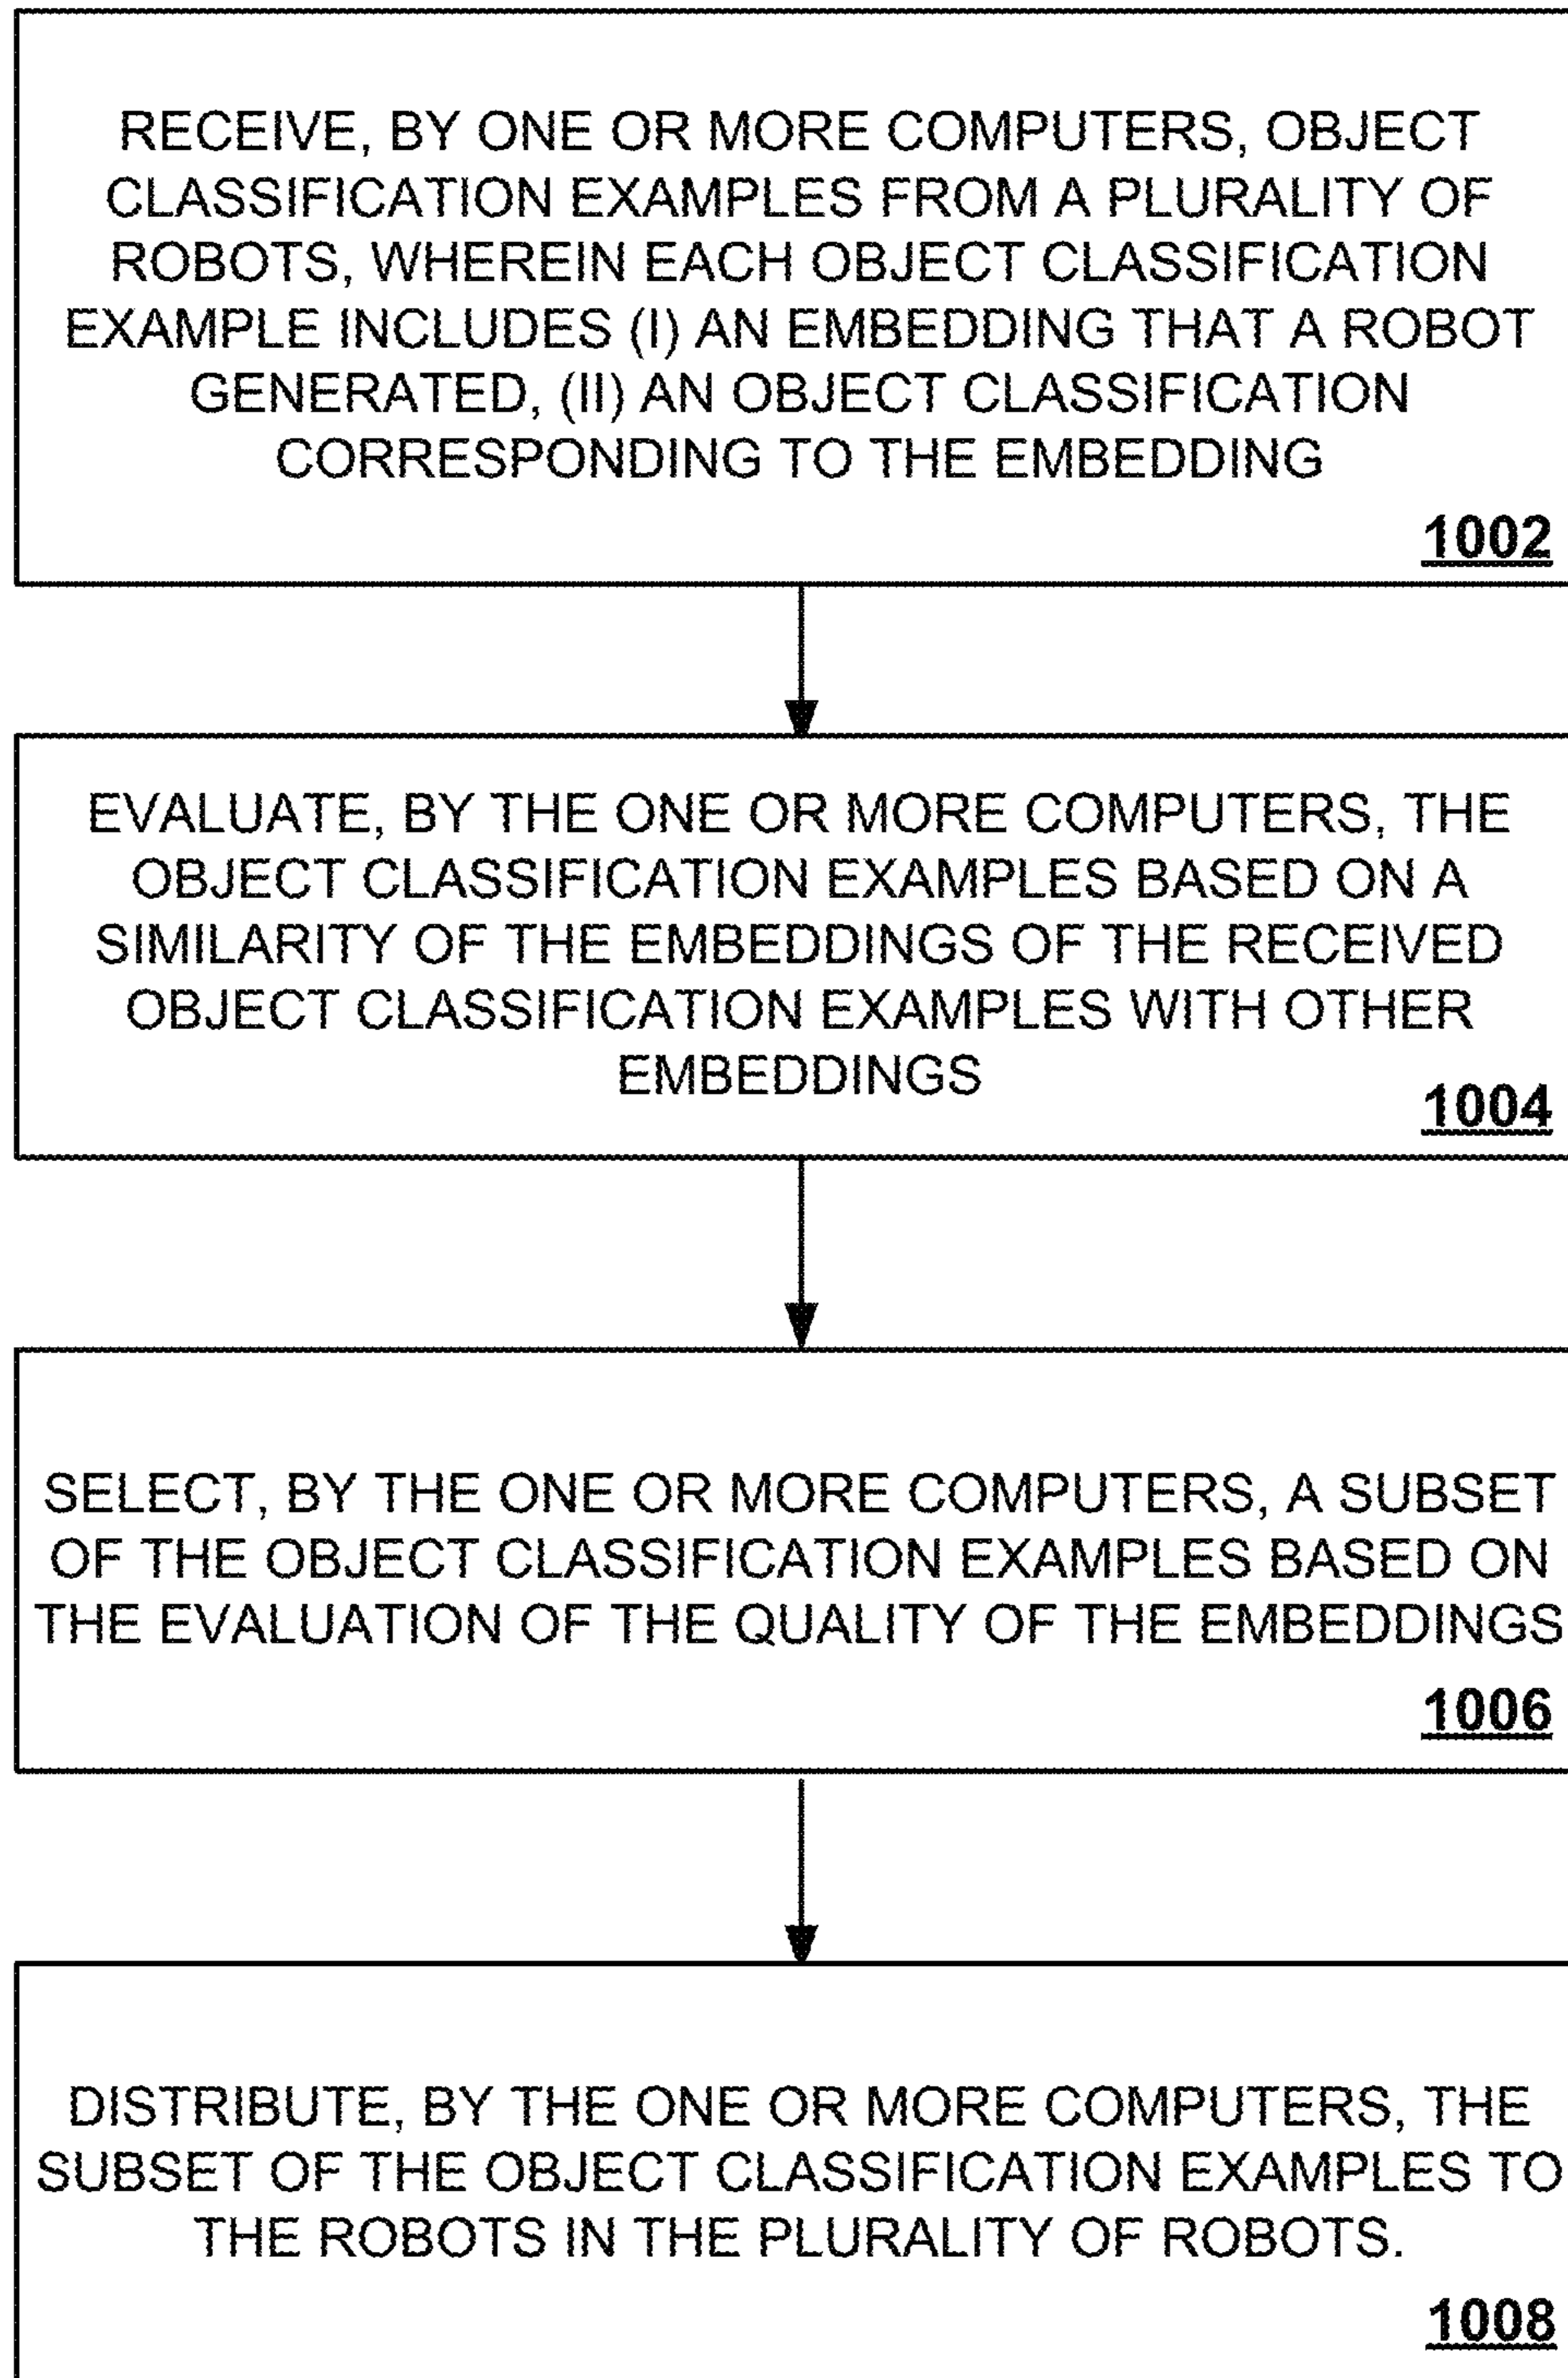 RECEIVE, BY ONE OR MORE COMPUTERS, OBJECT
CLASSIFICATION EXAMPLES FROM A PLURALITY OF
ROBOTS, WHEREIN EACH OBJECT CLASSIFICATION
EXAMPLE INCLUDES (I) AN EMBEDDING THAT A ROBOT
GENERATED, (II) AN OBJECT CLASSIFICATION
CORRESPONDING TO THE EMBEDDING
1002
EVALUATE, BY THE ONE OR MORE COMPUTERS, THE
OBJECT CLASSIFICATION EXAMPLES BASED ON A
SIMILARITY OF THE EMBEDDINGS OF THE RECEIVED
OBJECT CLASSIFICATION EXAMPLES WITH OTHER
EMBEDDINGS
1004
SELECT, BY THE ONE OR MORE COMPUTERS, A SUBSET
OF THE OBJECT CLASSIFICATION EXAMPLES BASED ON
THE EVALUATION OF THE QUALITY OF THE EMBEDDINGS
1006
DISTRIBUTE, BY THE ONE OR MORE COMPUTERS, THE
SUBSET OF THE OBJECT CLASSIFICATION EXAMPLES TO
THE ROBOTS IN THE PLURALITY OF ROBOTS.
1008